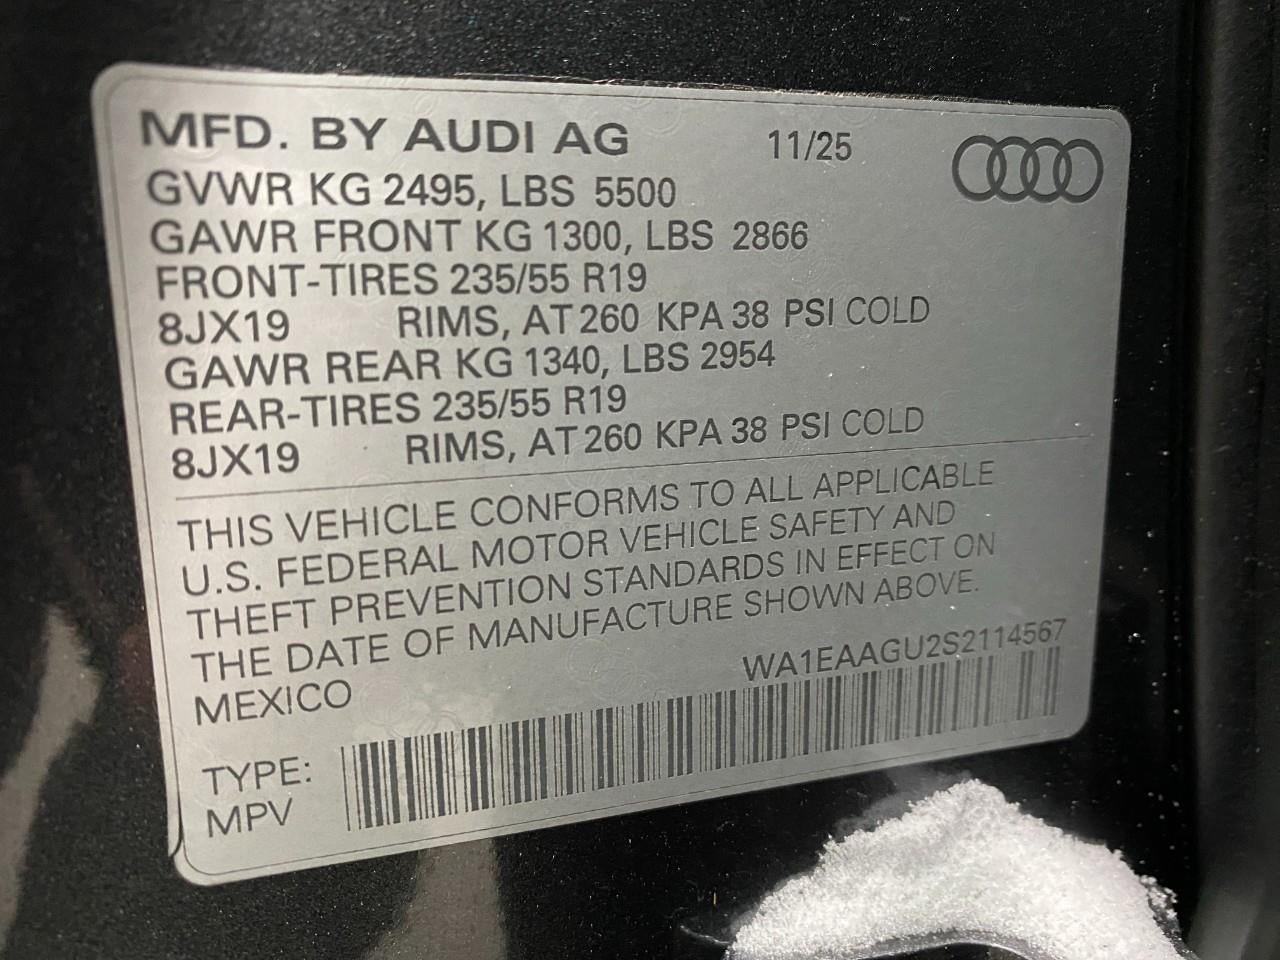 MFD. BY AUDI AG 11/25
GVWR KG 2495, LBS 5500
GAWR FRONT KG 1300, LBS 2866
FRONT-TIRES 235/55 R19
8JX19 RIMS, AT 260 KPA 38 PSI COLD
GAWR REAR KG 1340, LBS 2954
REAR-TIRES 235/55 R19
8JX19 RIMS, AT 260 KPA 38 PSI COLD
THIS VEHICLE CONFORMS TO ALL APPLICABLE
U.S. FEDERAL MOTOR VEHICLE SAFETY AND
THEFT PREVENTION STANDARDS IN EFFECT ON
THE DATE OF MANUFACTURE SHOWN ABOVE.
MEXICO WA1EAAGU2S2114567
TYPE:
MPV